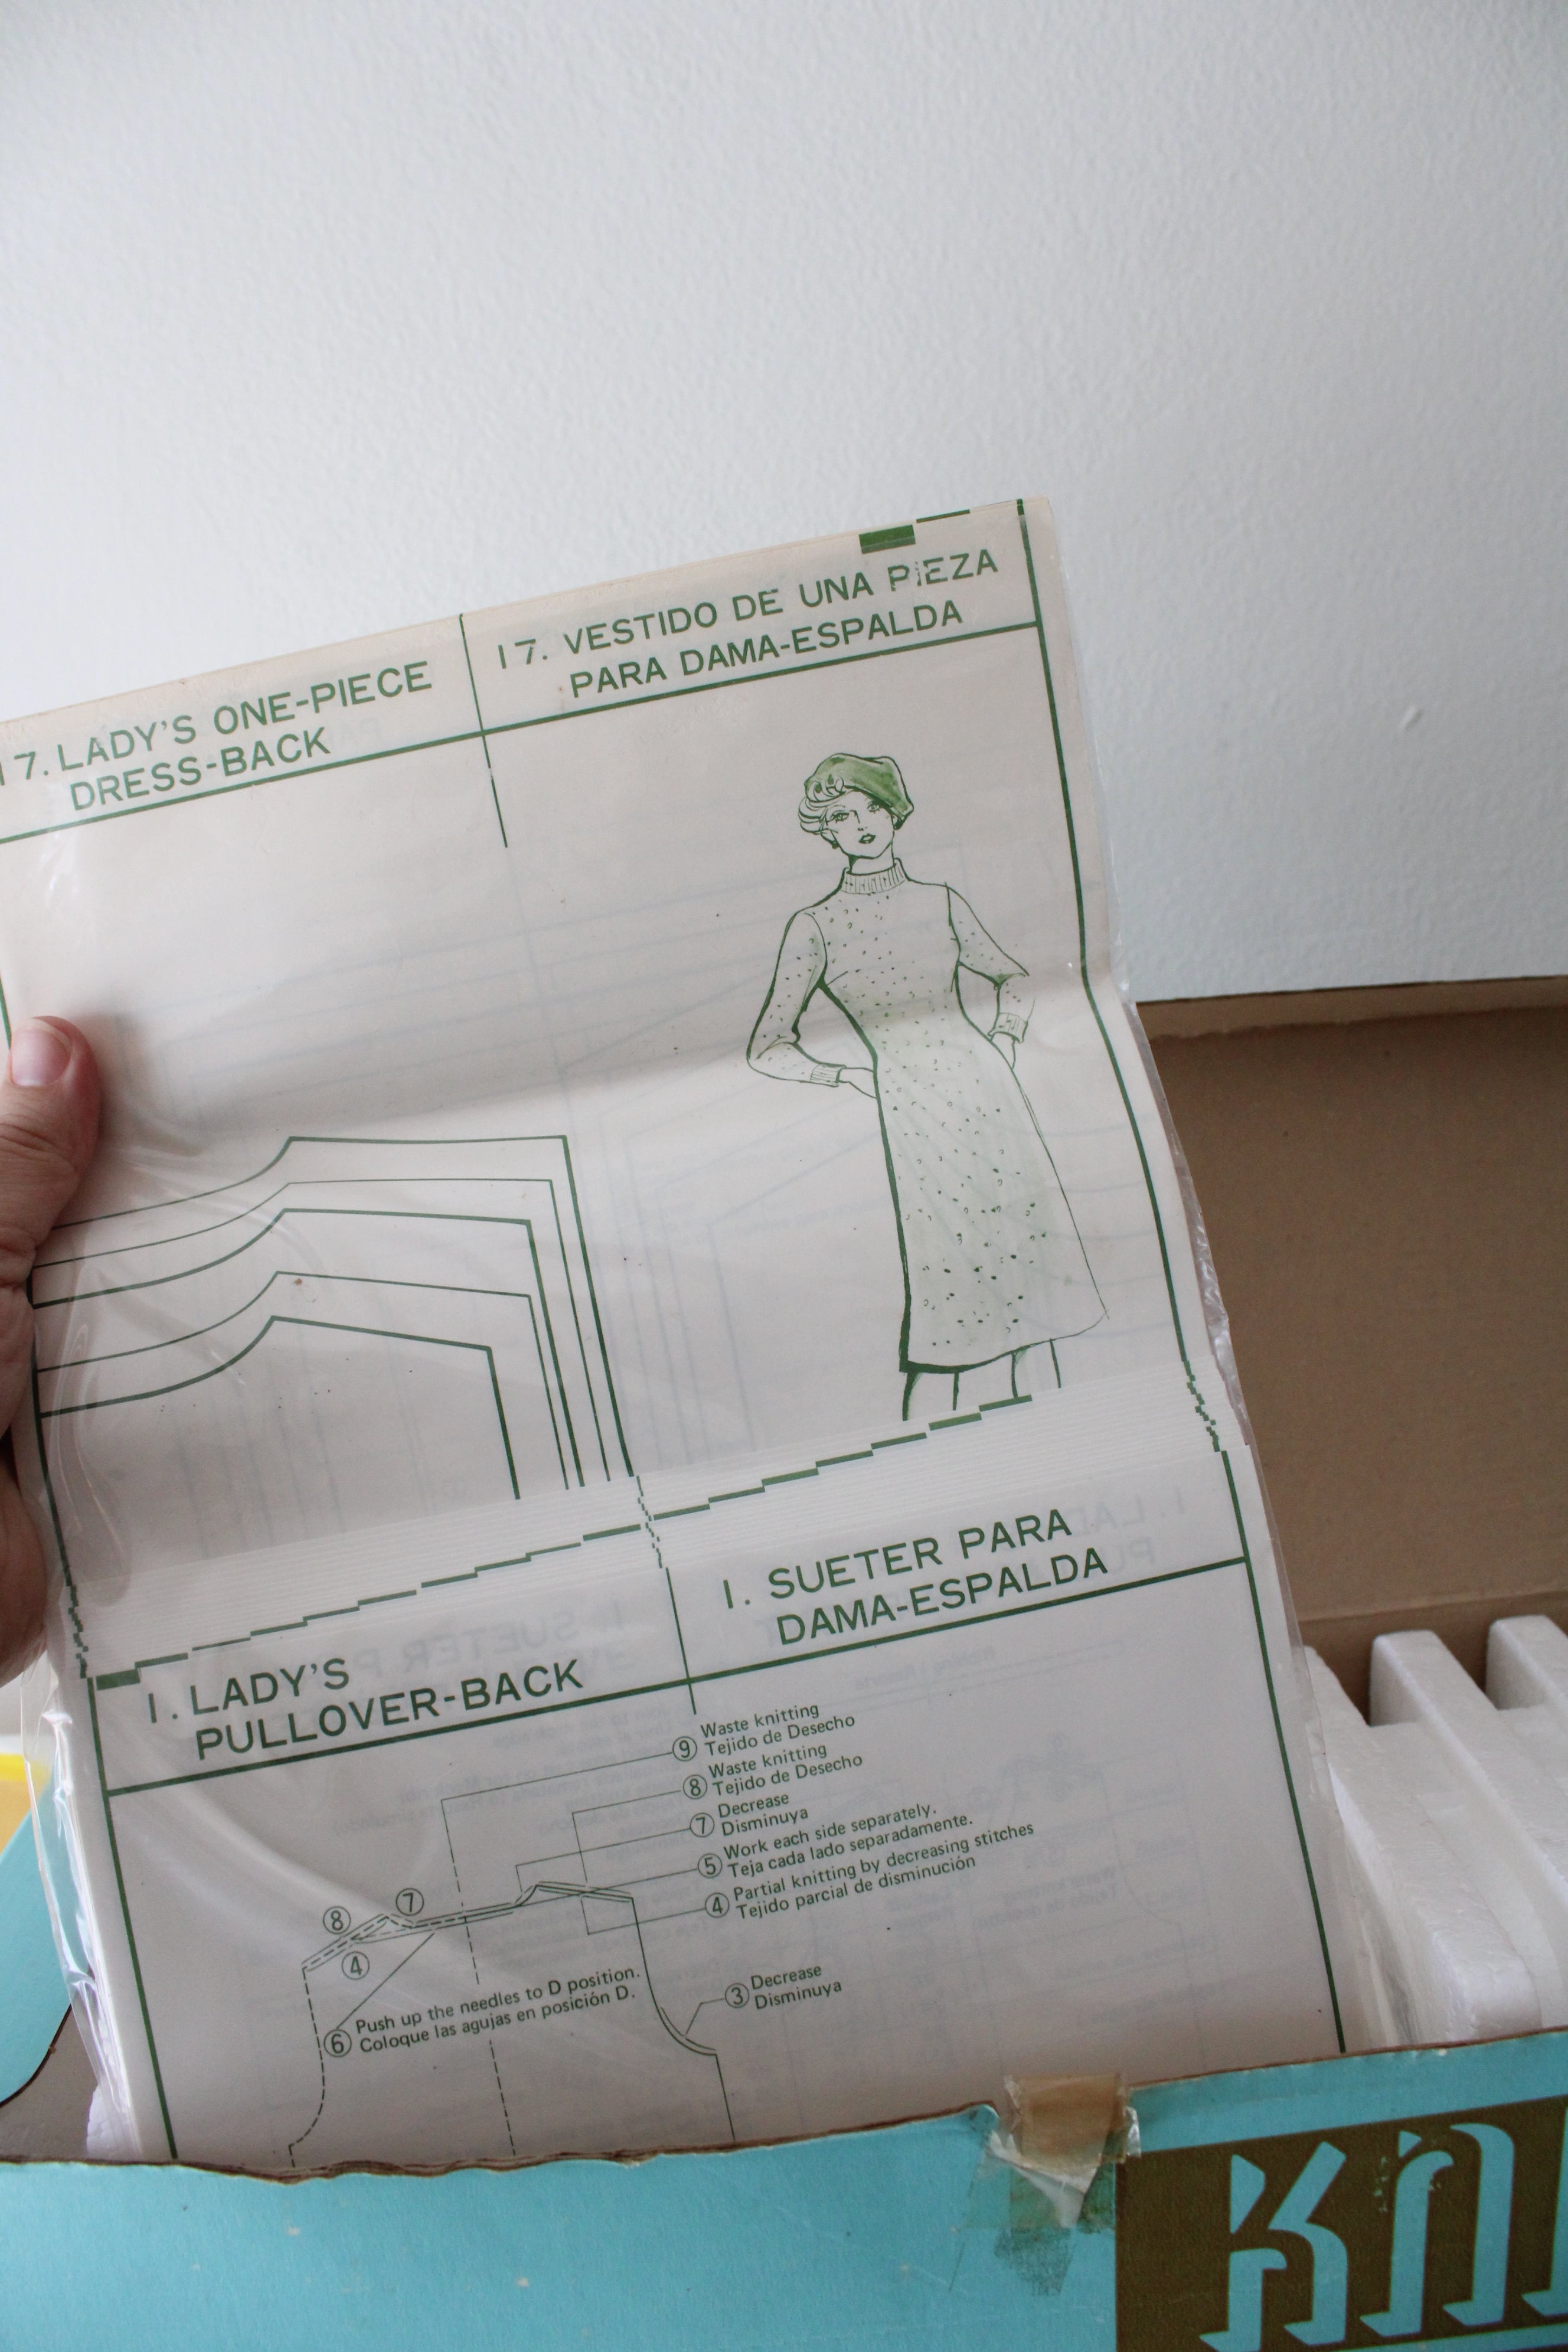 17. LADY'S ONE-PIECE
DRESS-BACK
17. VESTIDO DE UNA PIEZA
PARA DAMA-ESPALDA
1. LADY'S
PULLOVER-BACK
1. SUETER PARA
DAMA-ESPALDA
⑨ Waste knitting
Tejido de Desecho
⑧ Waste knitting
Tejido de Desecho
⑦ Decrease
Disminuya
⑤ Work each side separately.
Teja cada lado separadamente.
④ Partial knitting by decreasing stitches
Tejido parcial de disminución
⑧
⑦
④
⑥ Push up the needles to D position.
Coloque las agujas en posición D.
③ Decrease
Disminuya